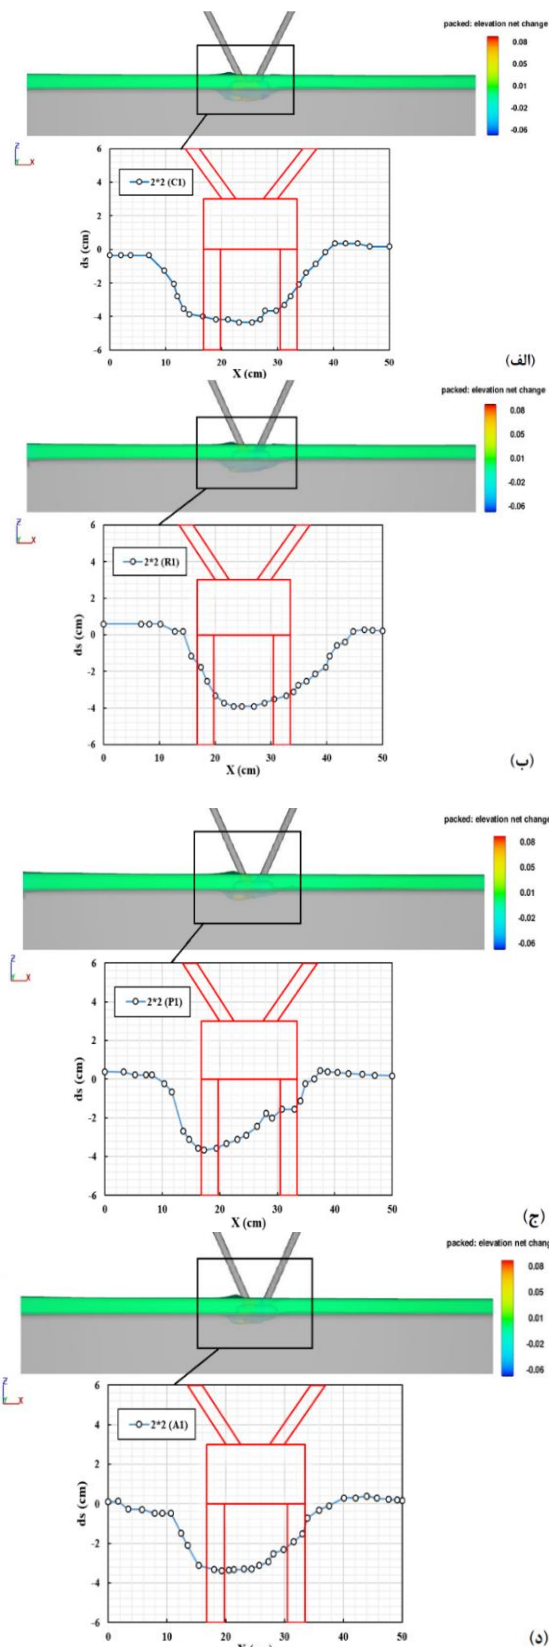 packed: elevation net change
0.08
0.05
0.01
-0.02
-0.06
Z
Y X
6
4
2
0
-2
-4
-6
ds (cm)
2*2 (C1)
0 10 20 30 40 50
X (cm)
(الف)
packed: elevation net change
0.08
0.05
0.01
-0.02
-0.06
Z
Y X
6
4
2
0
-2
-4
-6
ds (cm)
2*2 (R1)
0 10 20 30 40 50
X (cm)
(ب)
packed: elevation net change
0.08
0.05
0.01
-0.02
-0.06
Z
Y X
6
4
2
0
-2
-4
-6
ds (cm)
2*2 (P1)
0 10 20 30 40 50
X (cm)
(ج)
packed: elevation net change
0.08
0.05
0.01
-0.02
-0.06
Z
Y X
6
4
2
0
-2
-4
-6
ds (cm)
2*2 (A1)
0 10 20 30 40 50
X (cm)
(د)